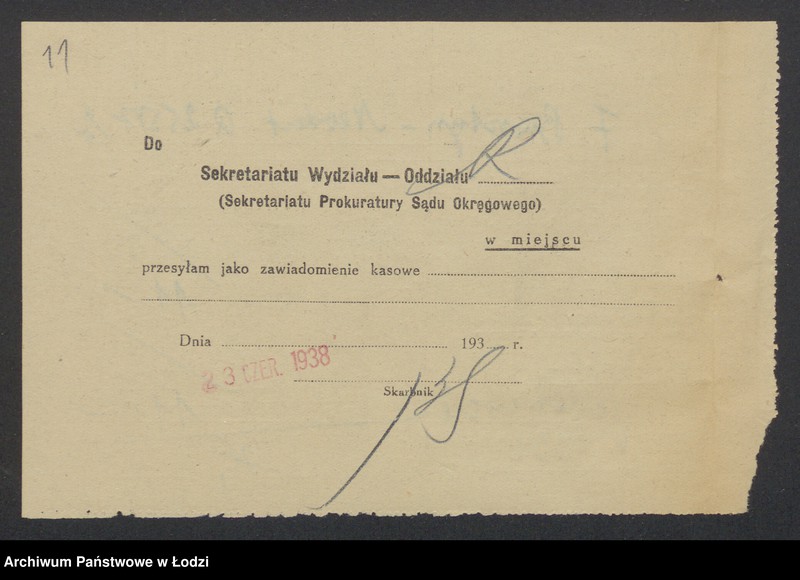 11
Do
Sekretariatu Wydziału — Oddziału R
(Sekretariatu Prokuratury Sądu Okręgowego)
w miejscu
przesyłam jako zawiadomienie kasowe
Dnia 193 r.
23 CZER. 1938
Skarbnik
Archiwum Państwowe w Łodzi